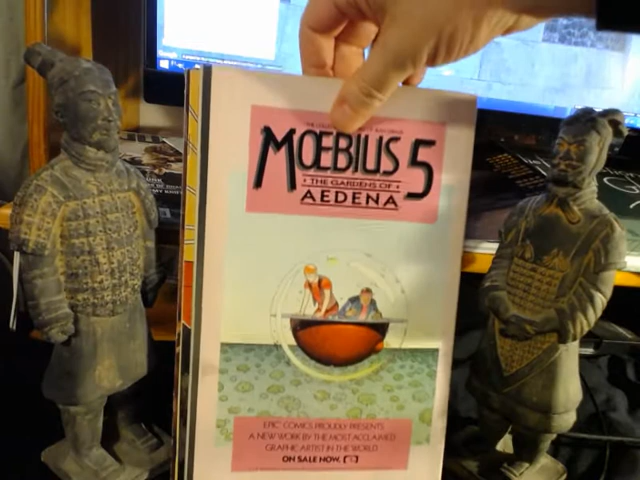 MŒBIUS 5
THE GARDENS OF
AEDENA
EPIC COMICS PROUDLY PRESENTS
A NEW WORK BY THE MOST ACCLAIMED
GRAPHIC ARTIST IN THE WORLD.
ON SALE NOW.